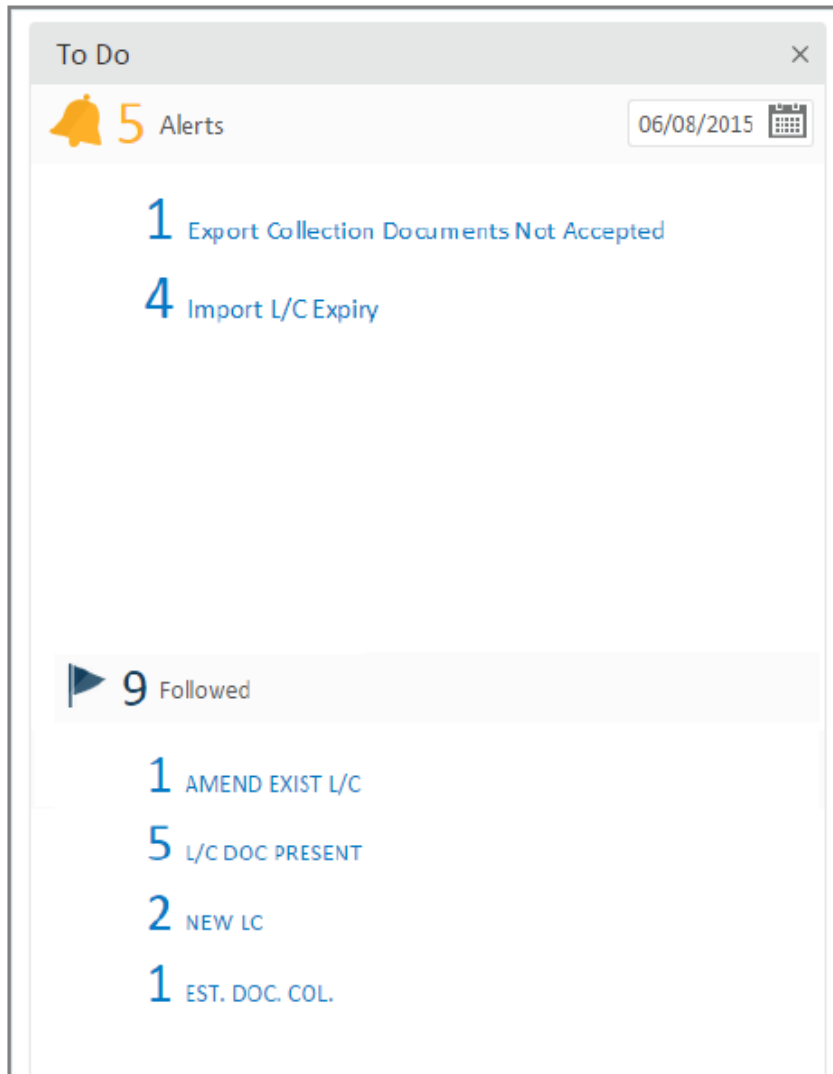 To Do ×
5 Alerts 06/08/2015
1 Export Collection Documents Not Accepted
4 Import L/C Expiry
9 Followed
1 AMEND EXIST L/C
5 L/C DOC PRESENT
2 NEW LC
1 EST. DOC. COL.